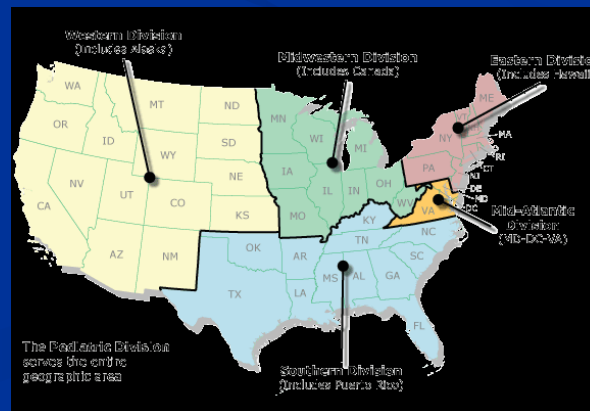 Western Division
(Includes Alaska)
Midwestern Division
(Includes Canada)
Eastern Divisio
(Includes Hawaii
WA
MT
ND
MN
ME
OR
ID
SD
WI
MI
VT
NY
MA
WY
RI
CT
NE
IA
PA
NJ
NV
IL
IN
OH
DE
MD
UT
CO
WV
DC
CA
KS
MO
VA
KY
Mid-Atlantic
Division
(MD-DC-VA)
AZ
NM
OK
AR
TN
NC
SC
TX
LA
MS
AL
GA
FL
The Pediatric Division
serves the entire
geographic area
Southern Division
(Includes Puerto Rico)